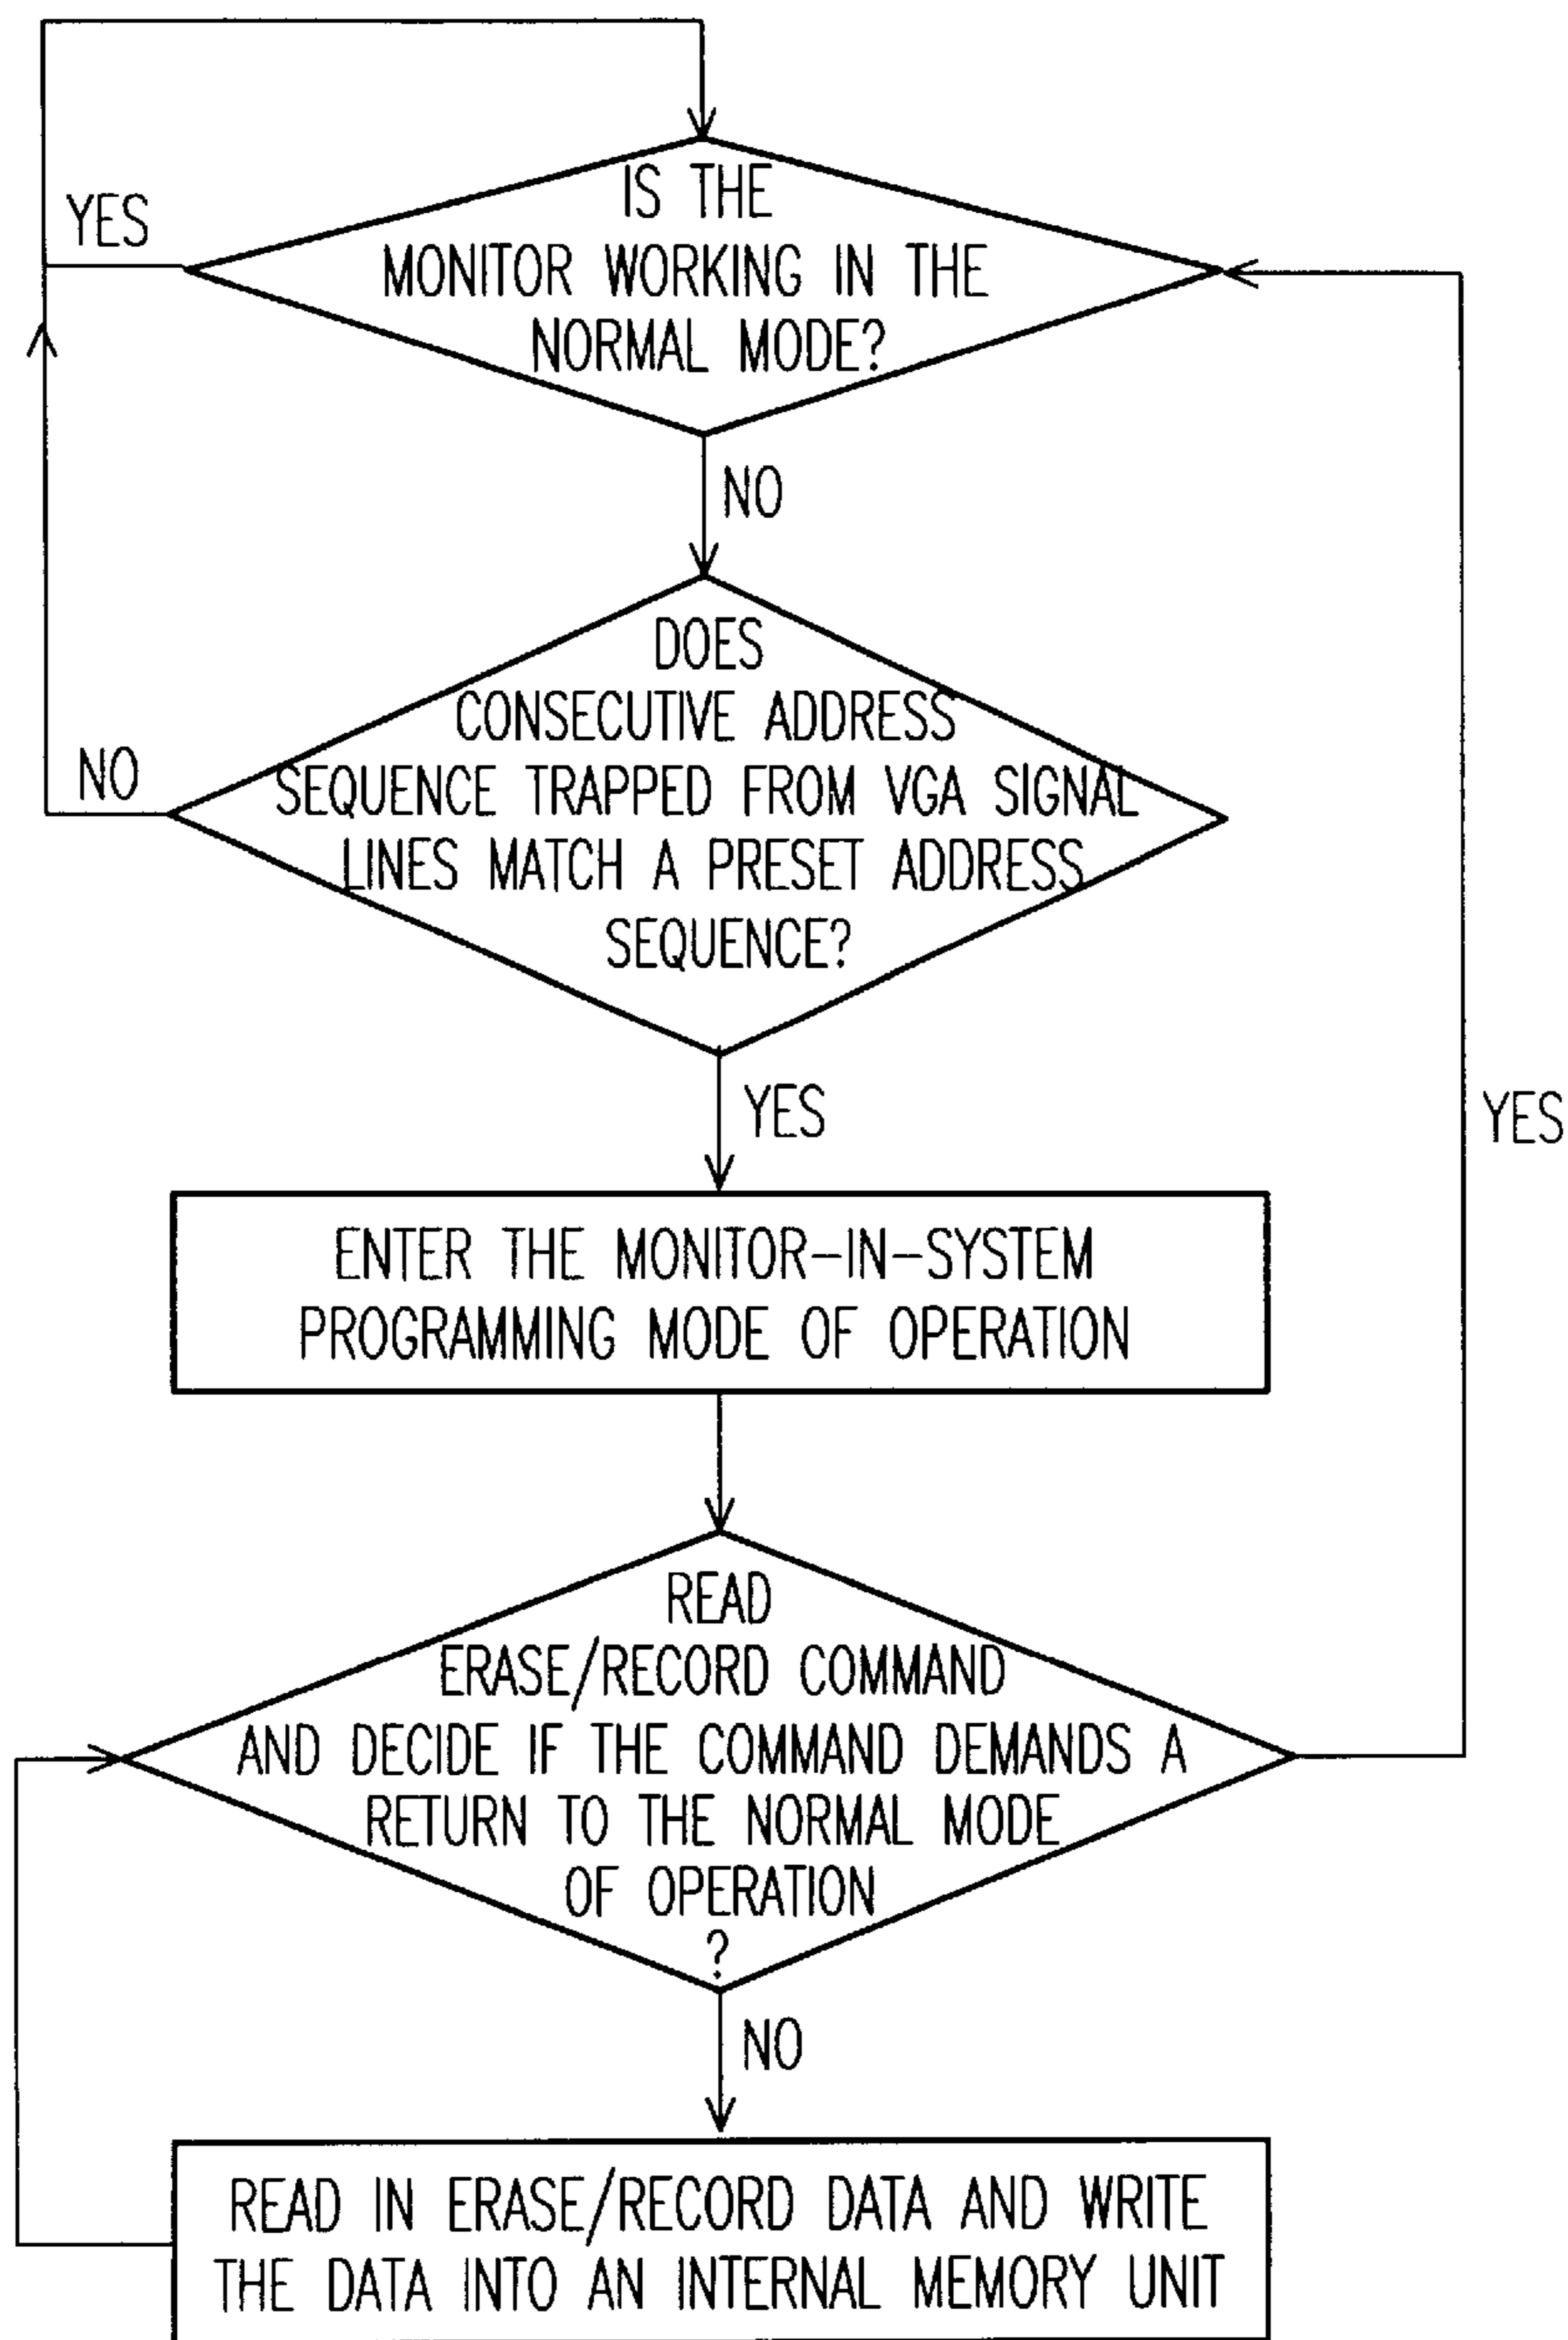 IS THE
YES
MONITOR WORKING IN THE
NORMAL MODE?
NO
DOES
CONSECUTIVE ADDRESS
NO
SEQUENCE TRAPPED FROM VGA SIGNAL
LINES MATCH A PRESET ADDRESS
SEQUENCE?
YES
YES
ENTER THE MONITOR-IN-SYSTEM
PROGRAMMING MODE OF OPERATION
READ
ERASE/RECORD COMMAND
AND DECIDE IF THE COMMAND DEMANDS A
RETURN TO THE NORMAL MODE
OF OPERATION
?
NO
READ IN ERASE/RECORD DATA AND WRITE
THE DATA INTO AN INTERNAL MEMORY UNIT